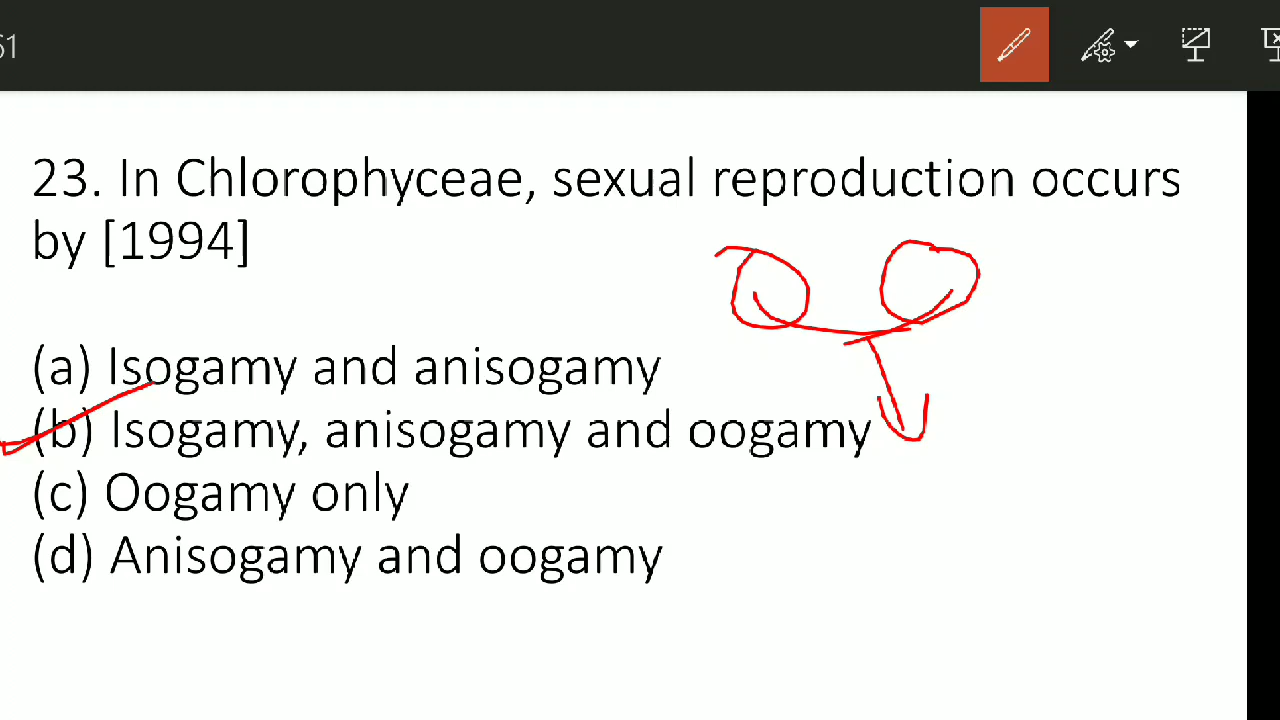 61
23. In Chlorophyceae, sexual reproduction occurs
by [1994]
(a) Isogamy and anisogamy
(b) Isogamy, anisogamy and oogamy
(c) Oogamy only
(d) Anisogamy and oogamy